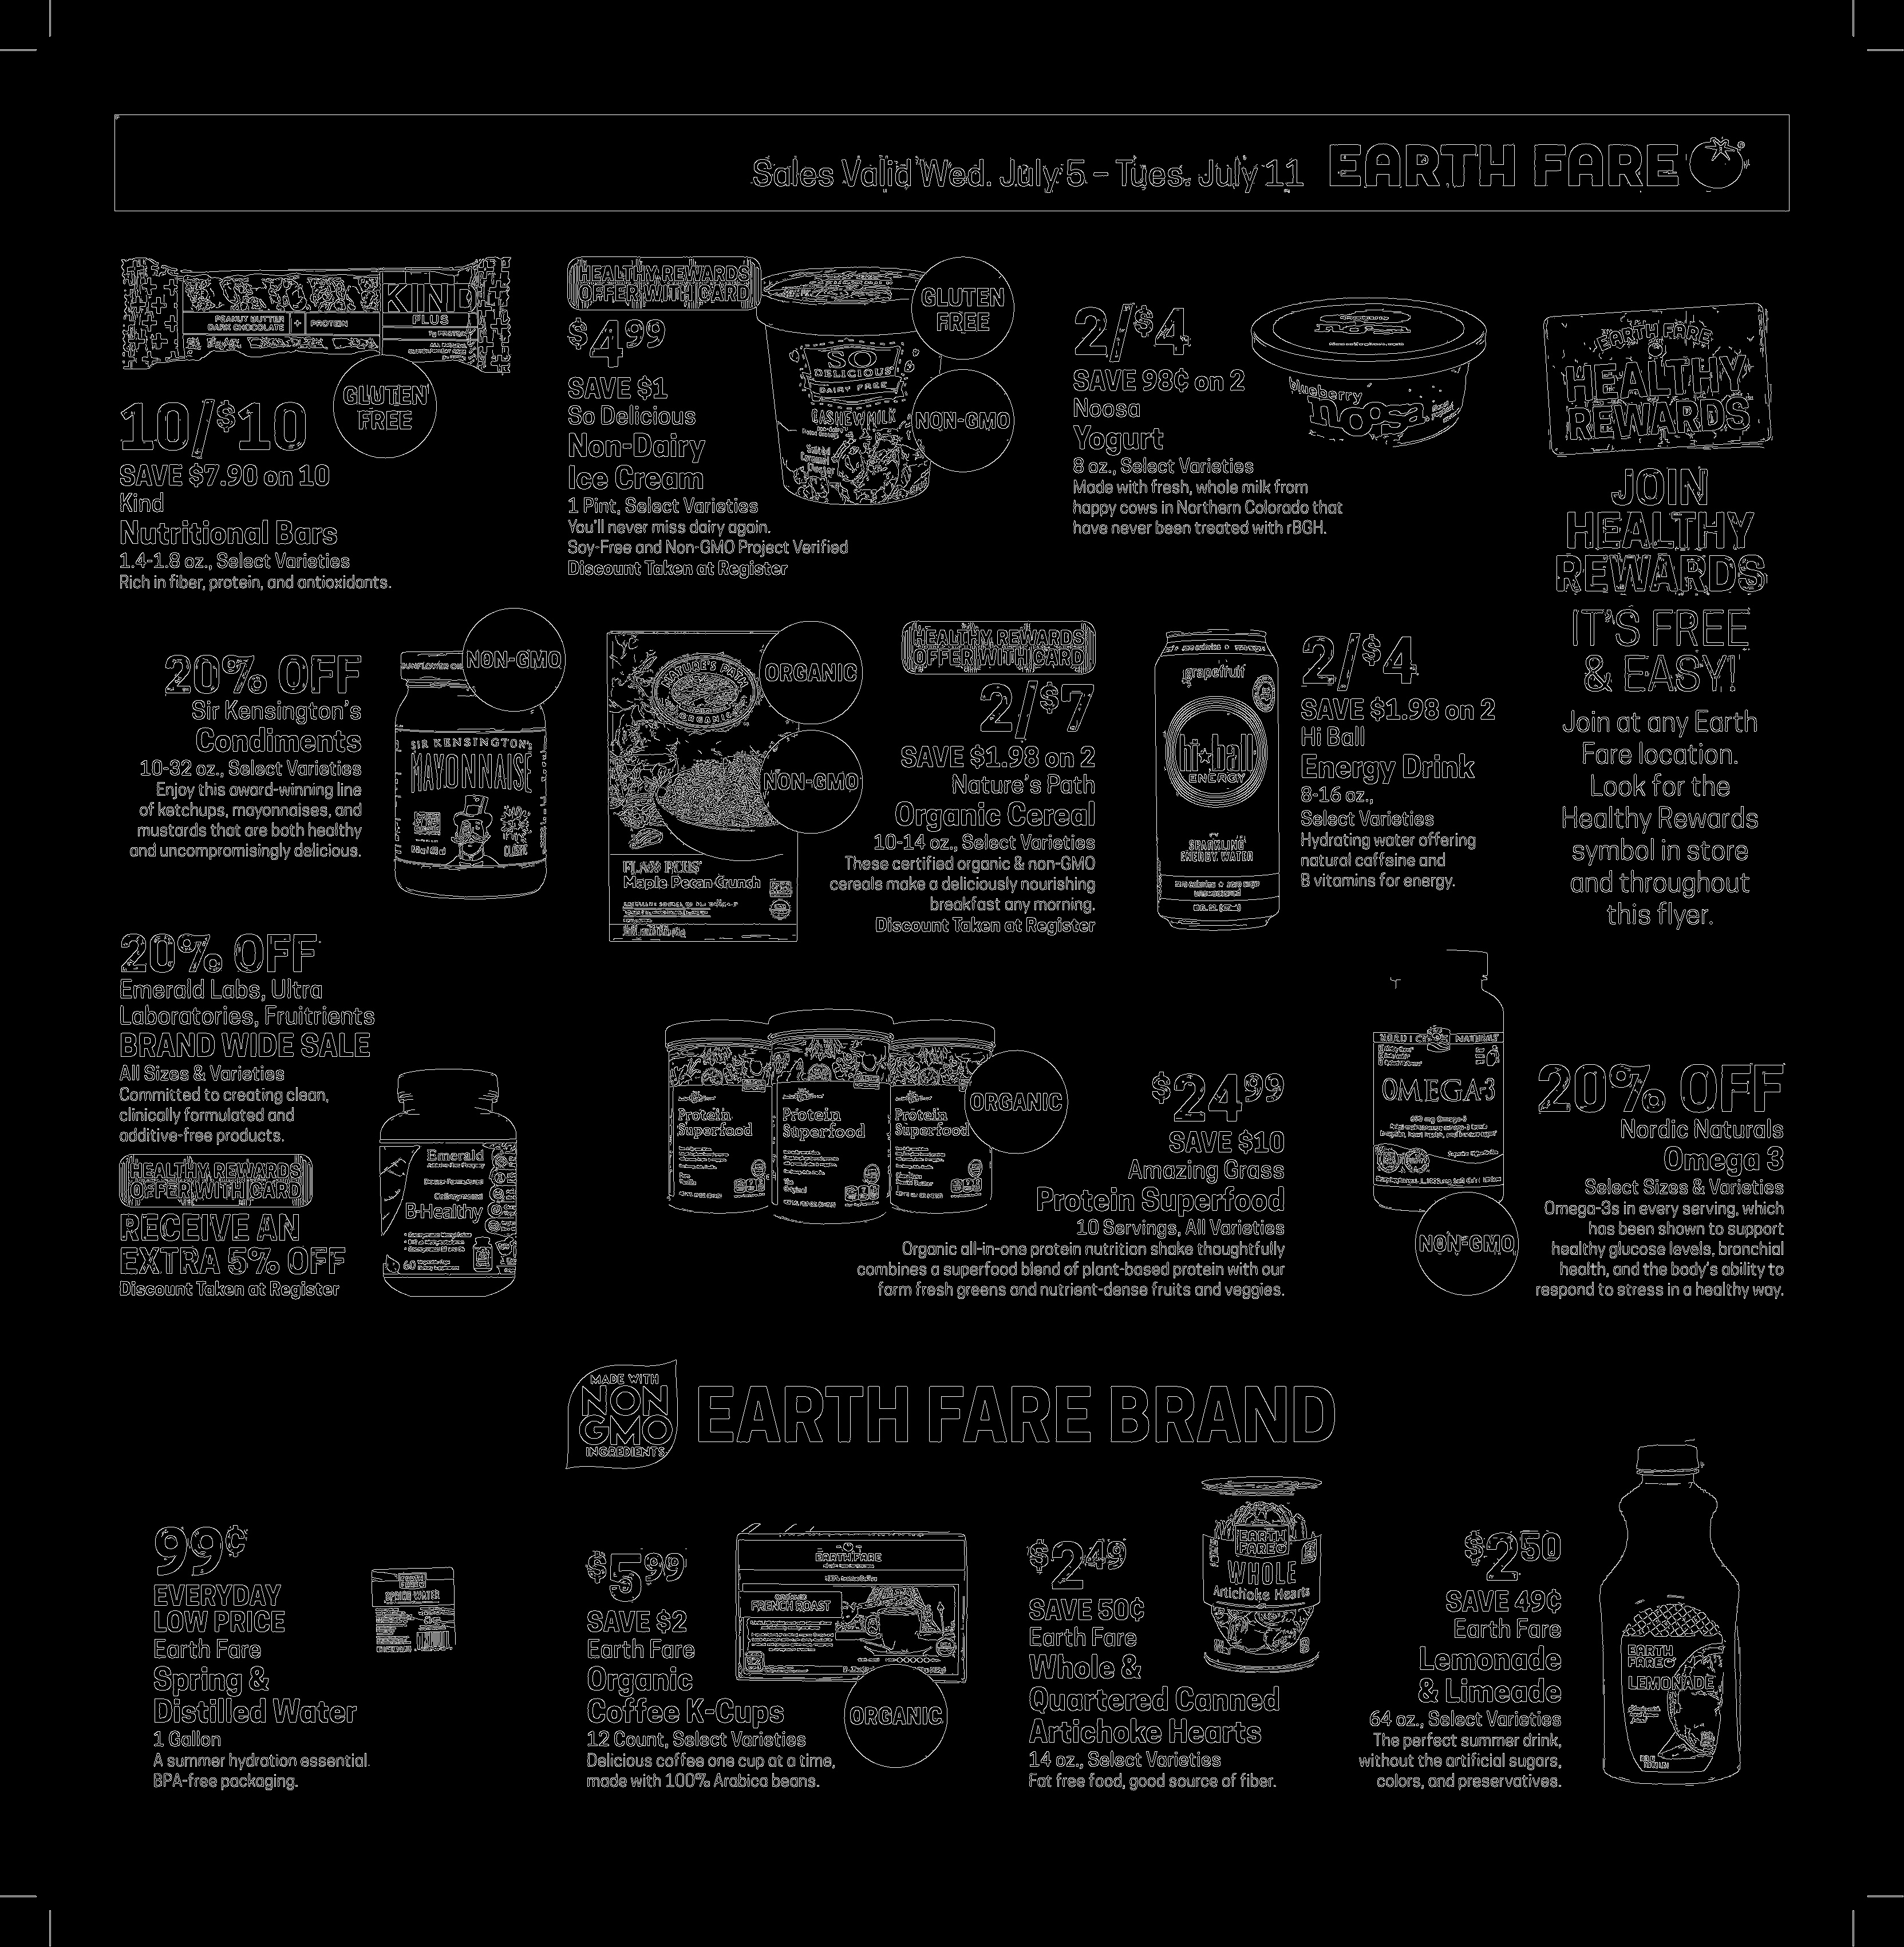 Sales Valid Wed. July 5 – Tues. July 11 EARTH FARE
KIND
PLUS
PEANUT BUTTER
DARK CHOCOLATE + PROTEIN
GLUTEN
FREE
10/$10
SAVE $7.90 on 10
Kind
Nutritional Bars
1.4-1.8 oz., Select Varieties
Rich in fiber, protein, and antioxidants.
HEALTHY REWARDS
OFFER WITH CARD
$4.99
SAVE $1
So Delicious
Non-Dairy
Ice Cream
1 Pint, Select Varieties
You'll never miss dairy again.
Soy-Free and Non-GMO Project Verified
Discount Taken at Register
SO
DELICIOUS
DAIRY FREE
CASHEWMILK
Salted
Caramel
Cluster
GLUTEN
FREE
NON-GMO
2/$4
SAVE 98¢ on 2
Noosa
Yogurt
8 oz., Select Varieties
Made with fresh, whole milk from
happy cows in Northern Colorado that
have never been treated with rBGH.
blueberry
noosa
EARTH FARE
HEALTHY
REWARDS
JOIN
HEALTHY
REWARDS
IT'S FREE
& EASY!
Join at any Earth
Fare location.
Look for the
Healthy Rewards
symbol in store
and throughout
this flyer.
20% OFF
Sir Kensington's
Condiments
10-32 oz., Select Varieties
Enjoy this award-winning line
of ketchups, mayonnaises, and
mustards that are both healthy
and uncompromisingly delicious.
NON-GMO
SIR KENSINGTON'S
MAYONNAISE
CLASSIC
NATURE'S PATH
ORGANIC
FLAX PLUS
Maple Pecan Crunch
ORGANIC
NON-GMO
HEALTHY REWARDS
OFFER WITH CARD
2/$7
SAVE $1.98 on 2
Nature's Path
Organic Cereal
10-14 oz., Select Varieties
These certified organic & non-GMO
cereals make a deliciously nourishing
breakfast any morning.
Discount Taken at Register
grapefruit
hi ball
ENERGY
SPARKLING
ENERGY WATER
2/$4
SAVE $1.98 on 2
Hi Ball
Energy Drink
8-16 oz.,
Select Varieties
Hydrating water offering
natural caffeine and
B vitamins for energy.
20% OFF
Emerald Labs, Ultra
Laboratories, Fruitrients
BRAND WIDE SALE
All Sizes & Varieties
Committed to creating clean,
clinically formulated and
additive-free products.
HEALTHY REWARDS
OFFER WITH CARD
RECEIVE AN
EXTRA 5% OFF
Discount Taken at Register
Emerald
B-Healthy
60
Protein
Superfood
Protein
Superfood
The
Original
Protein
Superfood
ORGANIC
$24.99
SAVE $10
Amazing Grass
Protein Superfood
10 Servings, All Varieties
Organic all-in-one protein nutrition shake thoughtfully
combines a superfood blend of plant-based protein with our
farm fresh greens and nutrient-dense fruits and veggies.
NORDIC NATURALS
OMEGA-3
NON-GMO
20% OFF
Nordic Naturals
Omega 3
Select Sizes & Varieties
Omega-3s in every serving, which
has been shown to support
healthy glucose levels, bronchial
health, and the body's ability to
respond to stress in a healthy way.
MADE WITH
NON
GMO
INGREDIENTS
EARTH FARE BRAND
99¢
EVERYDAY
LOW PRICE
Earth Fare
Spring &
Distilled Water
1 Gallon
A summer hydration essential.
BPA-free packaging.
SPRING WATER
$5.99
SAVE $2
Earth Fare
Organic
Coffee K-Cups
12 Count, Select Varieties
Delicious coffee one cup at a time,
made with 100% Arabica beans.
EARTH FARE
FRENCH ROAST
ORGANIC
$2.49
SAVE 50¢
Earth Fare
Whole &
Quartered Canned
Artichoke Hearts
14 oz., Select Varieties
Fat free food, good source of fiber.
EARTH
FARE
WHOLE
Artichoke Hearts
$2.50
SAVE 49¢
Earth Fare
Lemonade
& Limeade
64 oz., Select Varieties
The perfect summer drink,
without the artificial sugars,
colors, and preservatives.
EARTH
FARE
LEMONADE